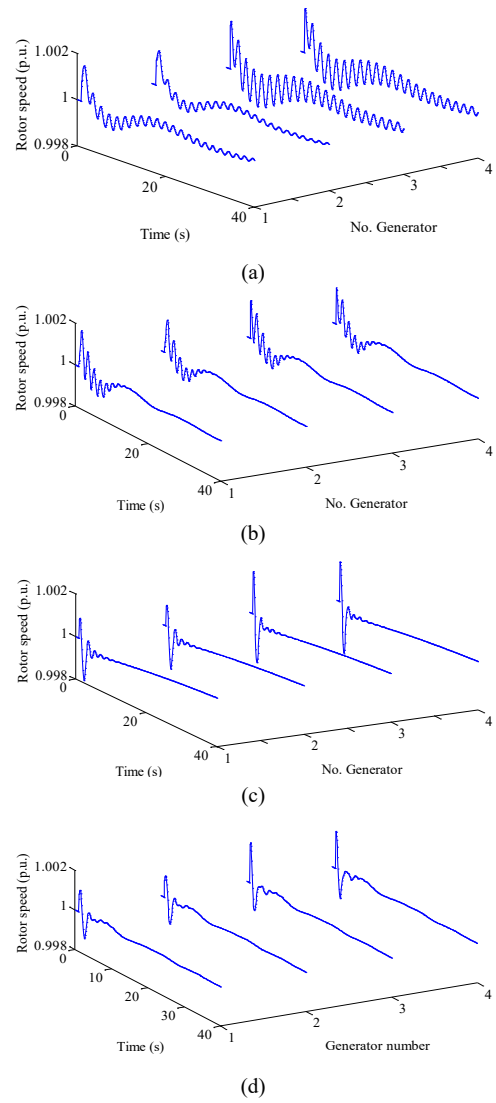 Rotor speed (p.u.)
1.002
1
0.998
0
20
40
1
2
3
4
Time (s)
No. Generator
(a)
Rotor speed (p.u.)
1.002
1
0.998
0
20
40
1
2
3
4
Time (s)
No. Generator
(b)
Rotor speed (p.u.)
1.002
1
0.998
0
20
40
1
2
3
4
Time (s)
No. Generator
(c)
Rotor speed (p.u.)
1.002
1
0.998
0
10
20
30
40
1
2
3
4
Time (s)
Generator number
(d)